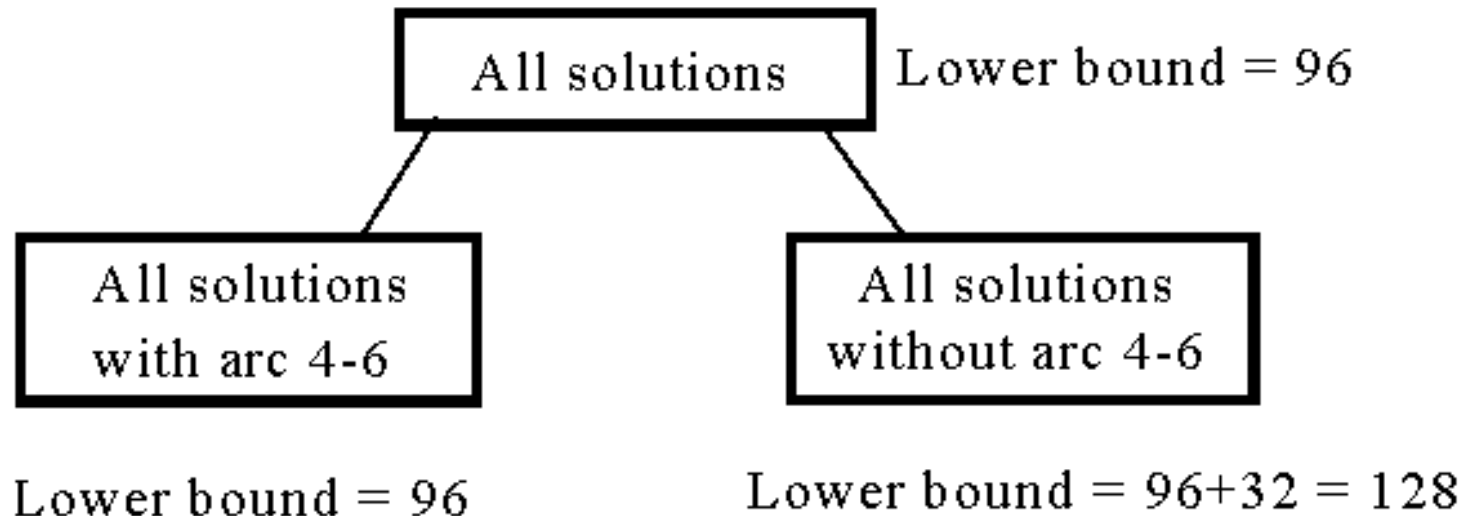 All solutions
Lower bound = 96
All solutions
with arc 4-6
All solutions
without arc 4-6
Lower bound = 96
Lower bound = 96+32 = 128